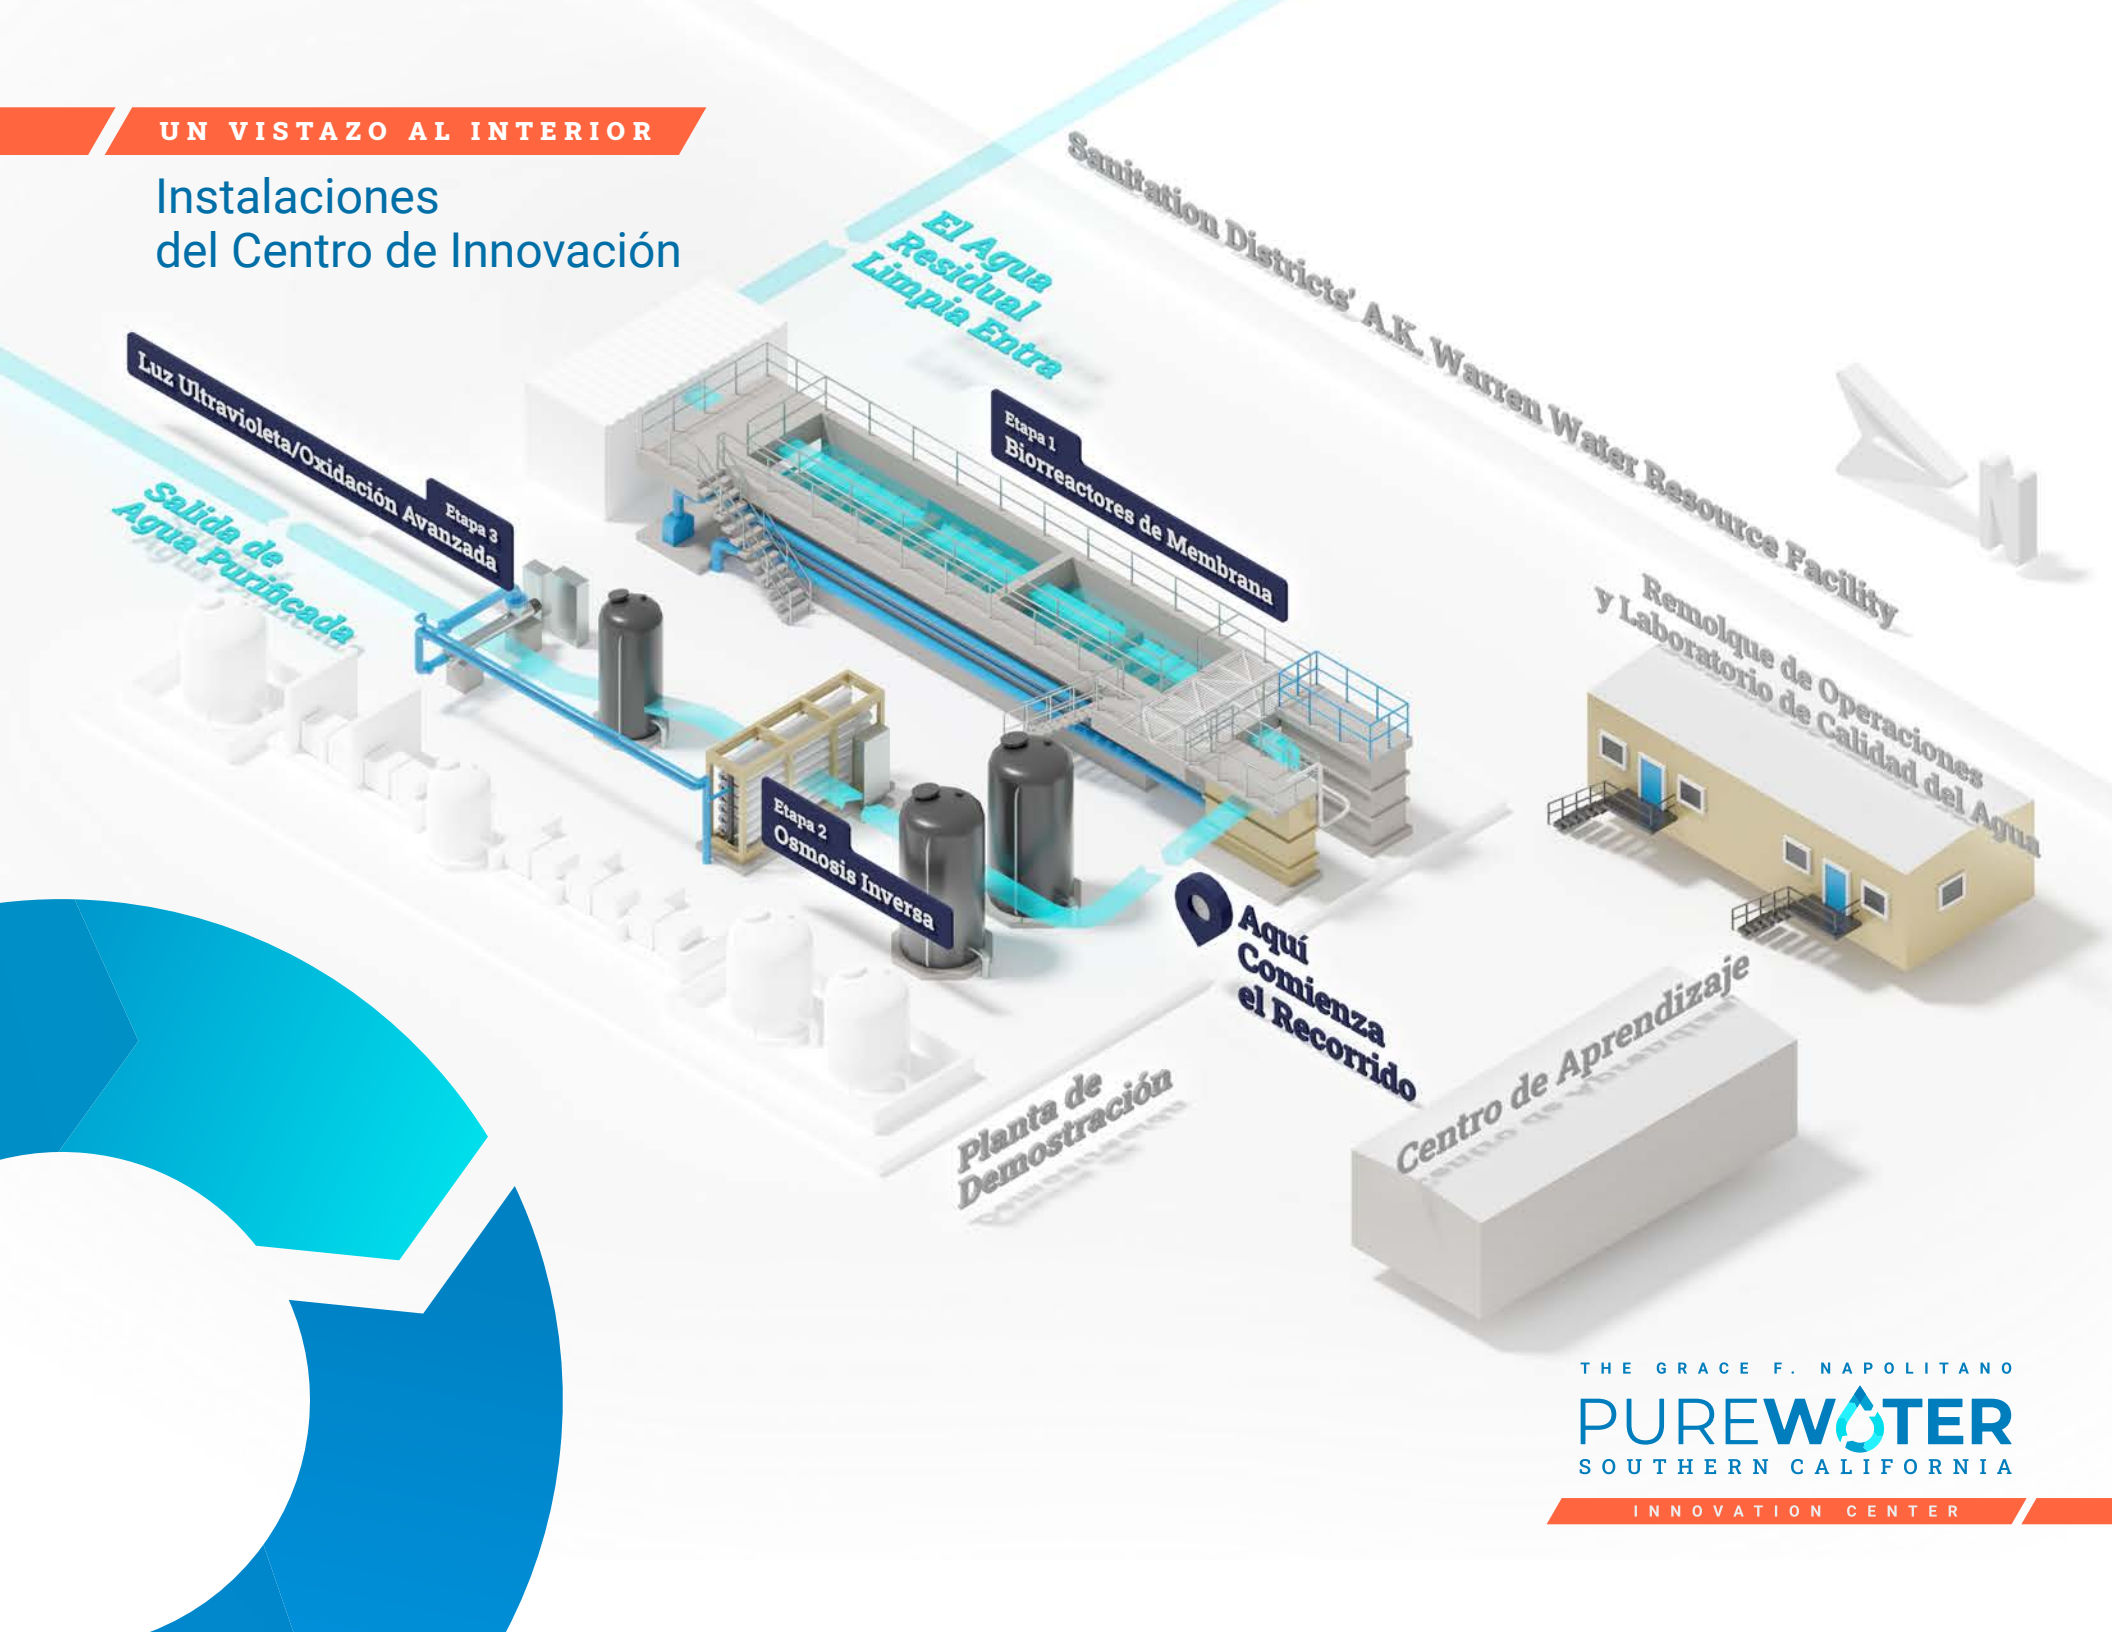 UN VISTAZO AL INTERIOR
Instalaciones
del Centro de Innovación
El Agua
Residual
Limpia Entra
Sanitation Districts' A.K. Warren Water Resource Facility
N
Luz Ultravioleta/Oxidación Avanzada
Etapa 3
Etapa 1
Biorreactores de Membrana
Salida de
Agua Purificada
Remolque de Operaciones
y Laboratorio de Calidad del Agua
Etapa 2
Osmosis Inversa
Aquí
Comienza
el Recorrido
Centro de Aprendizaje
Planta de
Demostración
THE GRACE F. NAPOLITANO
PUREWATER
SOUTHERN CALIFORNIA
INNOVATION CENTER